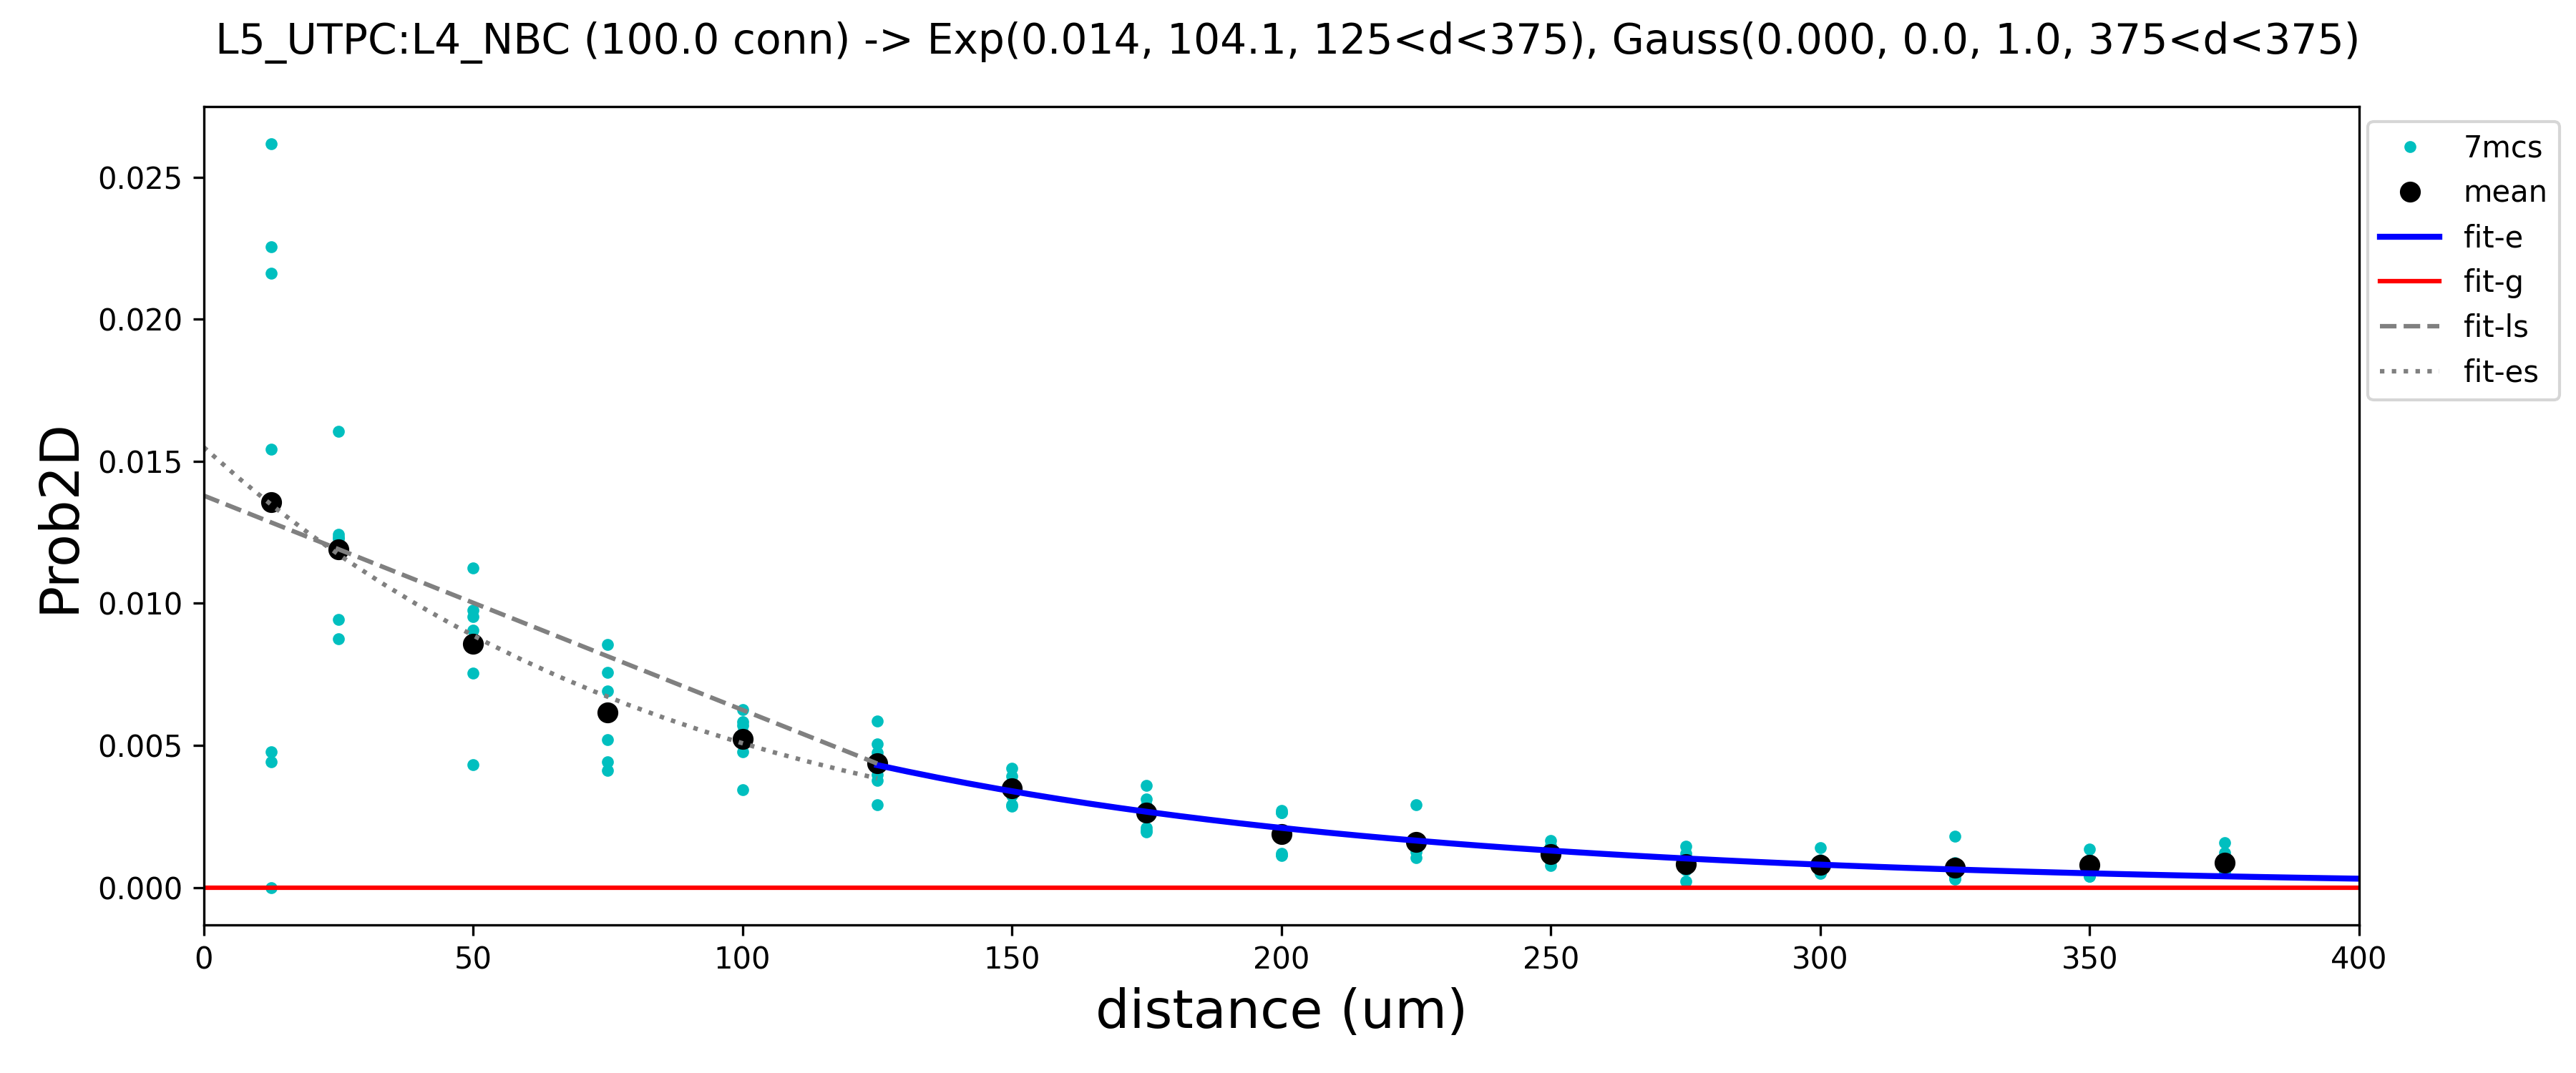 L5_UTPC:L4_NBC (100.0 conn) -> Exp(0.014, 104.1, 125<d<375), Gauss(0.000, 0.0, 1.0, 375<d<375)
7mcs
mean
fit-e
fit-g
fit-ls
fit-es
Prob2D
0.025
0.020
0.015
0.010
0.005
0.000
0 50 100 150 200 250 300 350 400
distance (um)